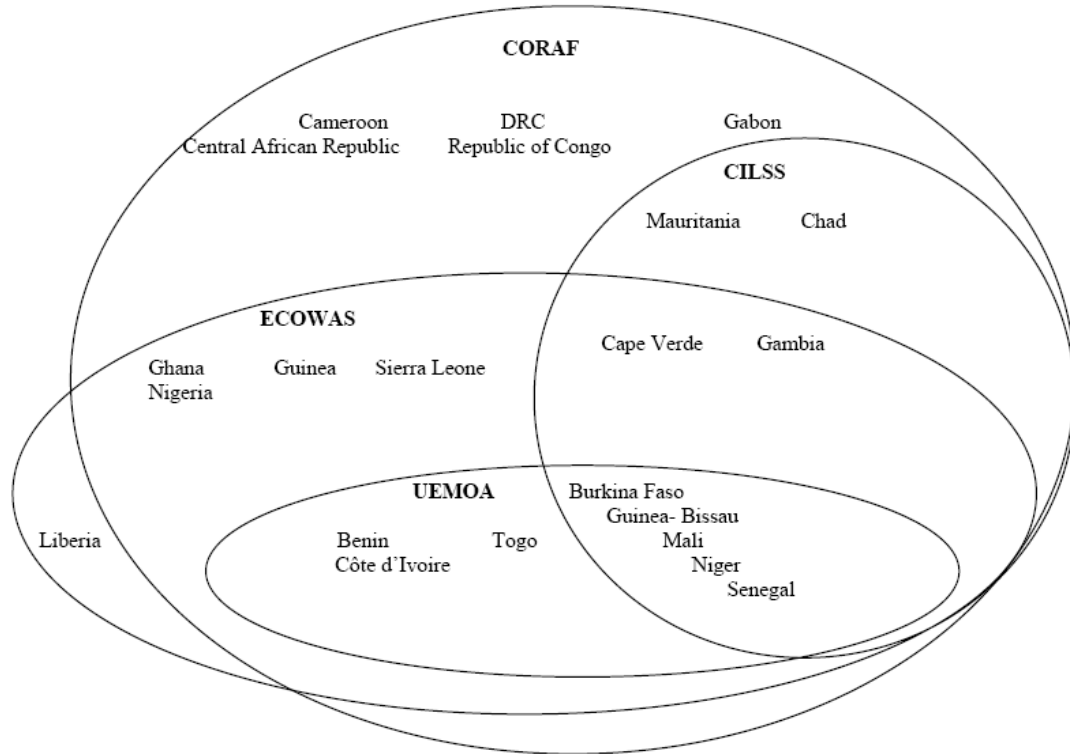 CORAF
Cameroon DRC Gabon
Central African Republic Republic of Congo
CILSS
Mauritania Chad
ECOWAS
Cape Verde Gambia
Ghana Guinea Sierra Leone
Nigeria
UEMOA Burkina Faso
Guinea- Bissau
Liberia Benin Togo Mali
Côte d’Ivoire Niger
Senegal